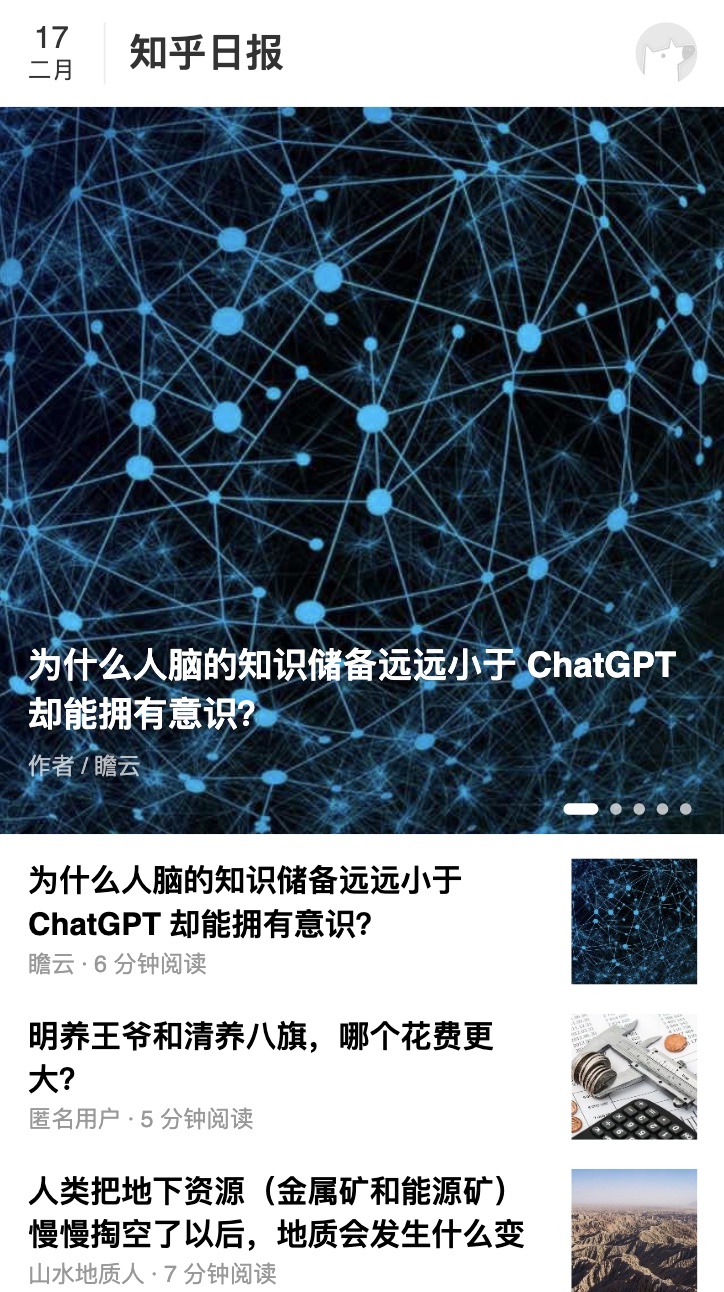 17
二月
知乎日报
为什么人脑的知识储备远远小于 ChatGPT
却能拥有意识？
作者 / 瞻云
为什么人脑的知识储备远远小于
ChatGPT 却能拥有意识？
瞻云 · 6 分钟阅读
明养王爷和清养八旗，哪个花费更
大？
匿名用户 · 5 分钟阅读
人类把地下资源（金属矿和能源矿）
慢慢掏空了以后，地质会发生什么变
山水地质人 · 7 分钟阅读